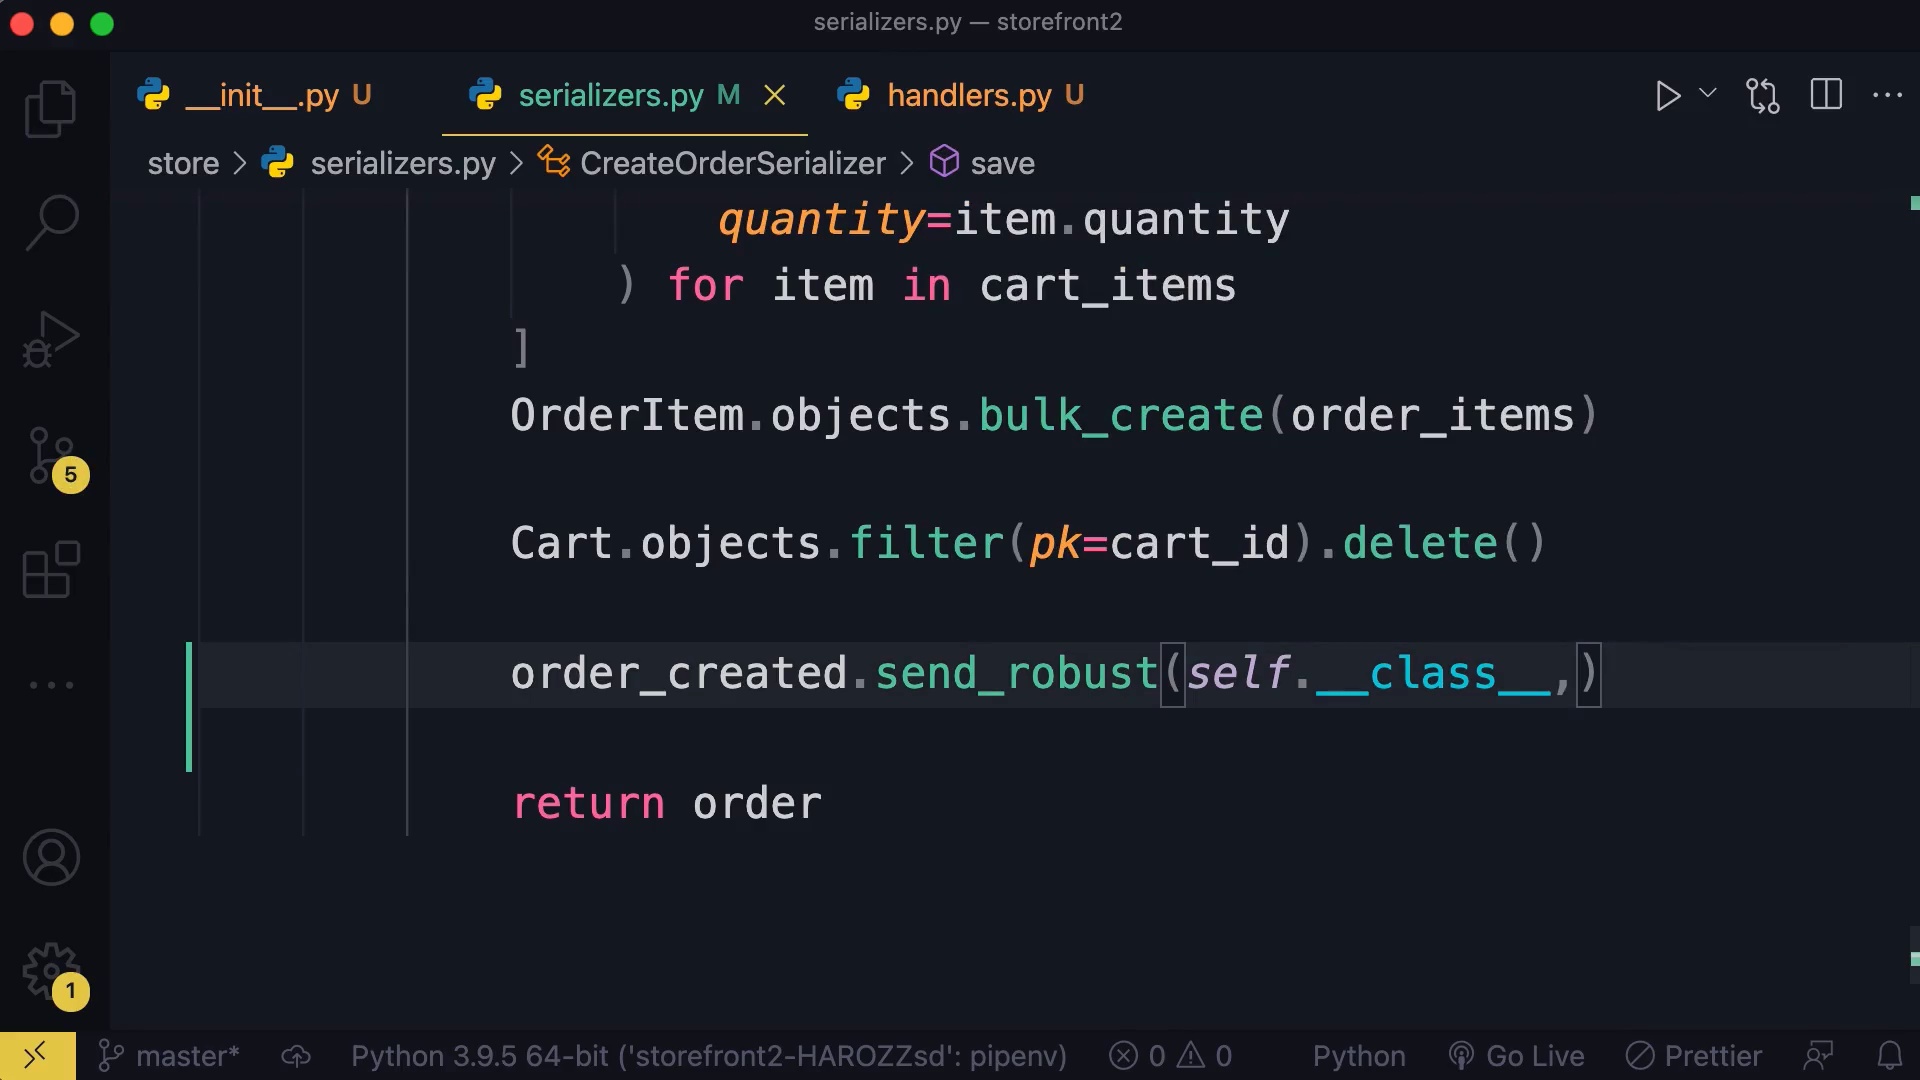 serializers.py — storefront2
__init__.py U
serializers.py M
handlers.py U
store > serializers.py > CreateOrderSerializer > save
quantity=item.quantity
) for item in cart_items
]
OrderItem.objects.bulk_create(order_items)
Cart.objects.filter(pk=cart_id).delete()
order_created.send_robust(self.__class__,)
return order
5
1
master* Python 3.9.5 64-bit ('storefront2-HAROZZsd': pipenv) 0 0 Python Go Live Prettier